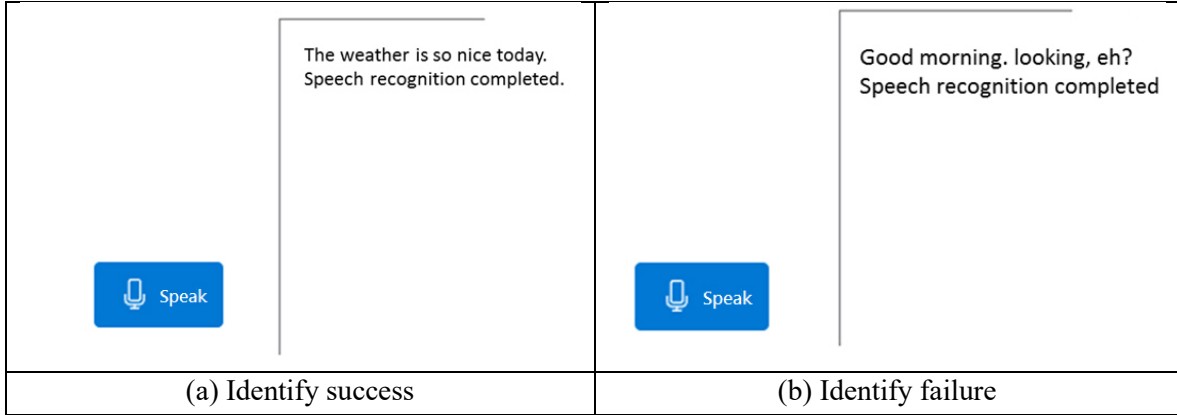 The weather is so nice today.
Speech recognition completed.
Speak
(a) Identify success
Good morning. looking, eh?
Speech recognition completed
Speak
(b) Identify failure